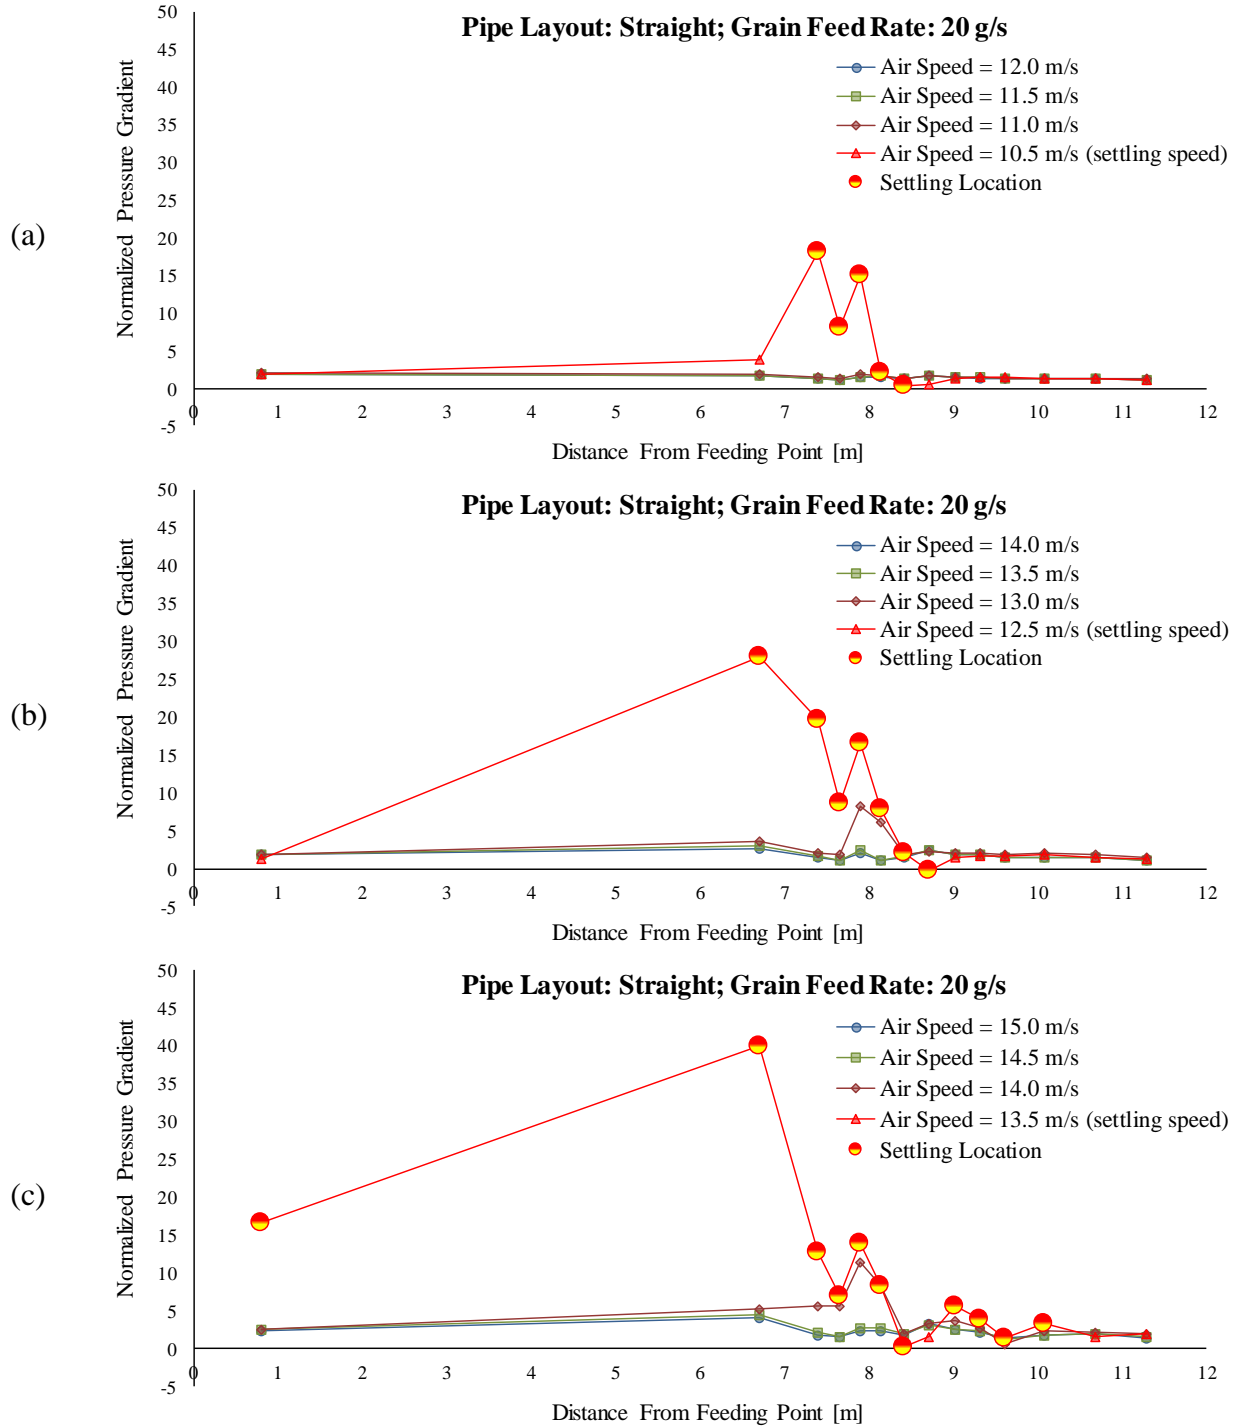 (a)
Pipe Layout: Straight; Grain Feed Rate: 20 g/s
Normalized Pressure Gradient
50
45
40
35
30
25
20
15
10
5
0
-5
Air Speed = 12.0 m/s
Air Speed = 11.5 m/s
Air Speed = 11.0 m/s
Air Speed = 10.5 m/s (settling speed)
Settling Location
0 1 2 3 4 5 6 7 8 9 10 11 12
Distance From Feeding Point [m]
(b)
Pipe Layout: Straight; Grain Feed Rate: 20 g/s
Normalized Pressure Gradient
50
45
40
35
30
25
20
15
10
5
0
-5
Air Speed = 14.0 m/s
Air Speed = 13.5 m/s
Air Speed = 13.0 m/s
Air Speed = 12.5 m/s (settling speed)
Settling Location
0 1 2 3 4 5 6 7 8 9 10 11 12
Distance From Feeding Point [m]
(c)
Pipe Layout: Straight; Grain Feed Rate: 20 g/s
Normalized Pressure Gradient
50
45
40
35
30
25
20
15
10
5
0
-5
Air Speed = 15.0 m/s
Air Speed = 14.5 m/s
Air Speed = 14.0 m/s
Air Speed = 13.5 m/s (settling speed)
Settling Location
0 1 2 3 4 5 6 7 8 9 10 11 12
Distance From Feeding Point [m]